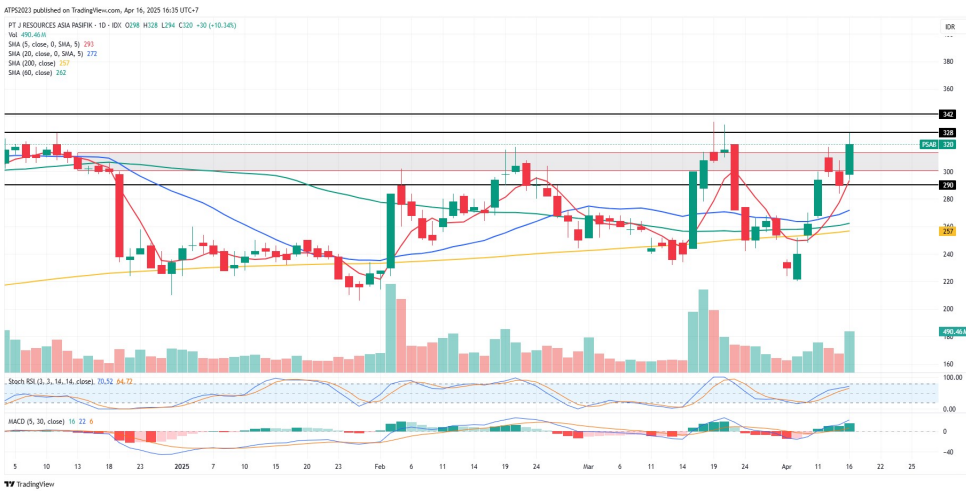 ATPS2023 published on TradingView.com, Apr 16, 2025 16:35 UTC+7
PT J RESOURCES ASIA PASIFIK · 1D · IDX O298 H328 L294 C320 +30 (+10.34%)
IDR
Vol 490.46M
SMA (5, close, 0, SMA, 5) 293
SMA (20, close, 0, SMA, 5) 272
SMA (200, close) 257
SMA (60, close) 262
380
360
342
328
PSAB 320
300
290
280
257
240
220
200
490.46M
180
160
Stoch RSI (3, 3, 14, 14, close) 70,52 64,72
100.00
0.00
MACD (5, 30, close) 16 22 6
0
−40
5 10 13 18 23 2025 7 10 15 20 23 Feb 6 11 14 19 24 Mar 6 11 14 19 24 Apr 11 16 22 25
TradingView